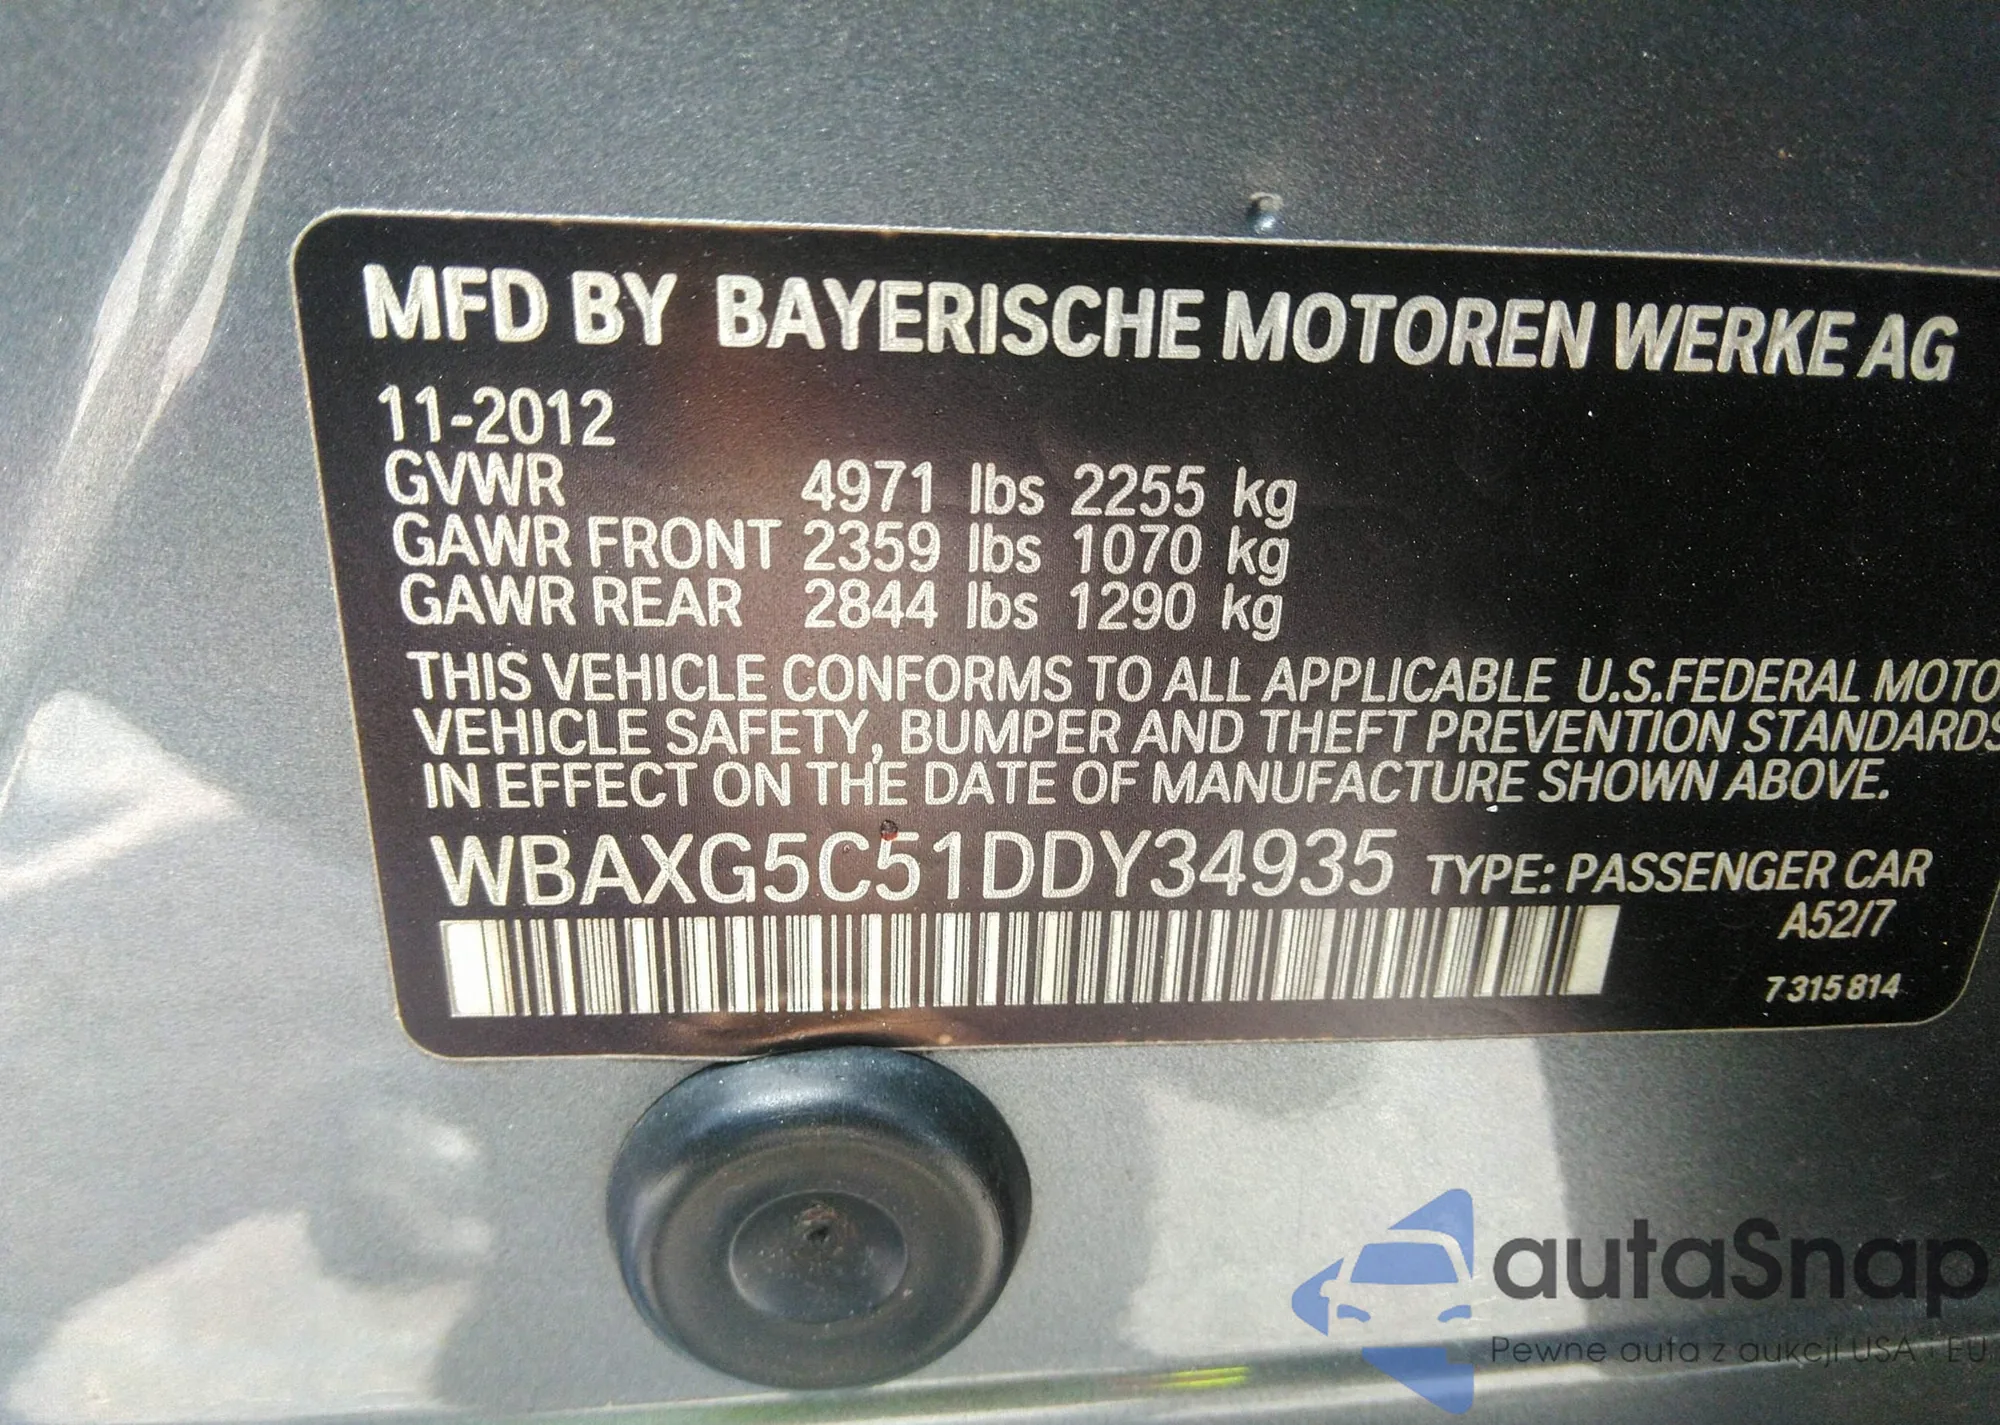 MFD BY BAYERISCHE MOTOREN WERKE AG
11-2012
GVWR 4971 lbs 2255 kg
GAWR FRONT 2359 lbs 1070 kg
GAWR REAR 2844 lbs 1290 kg
THIS VEHICLE CONFORMS TO ALL APPLICABLE U.S.FEDERAL MOTO
VEHICLE SAFETY, BUMPER AND THEFT PREVENTION STANDARDS
IN EFFECT ON THE DATE OF MANUFACTURE SHOWN ABOVE.
WBAXG5C51DDY34935 TYPE: PASSENGER CAR
A52/7
7 315 814
autaSnap
Pewne auta z aukcji USA i EU